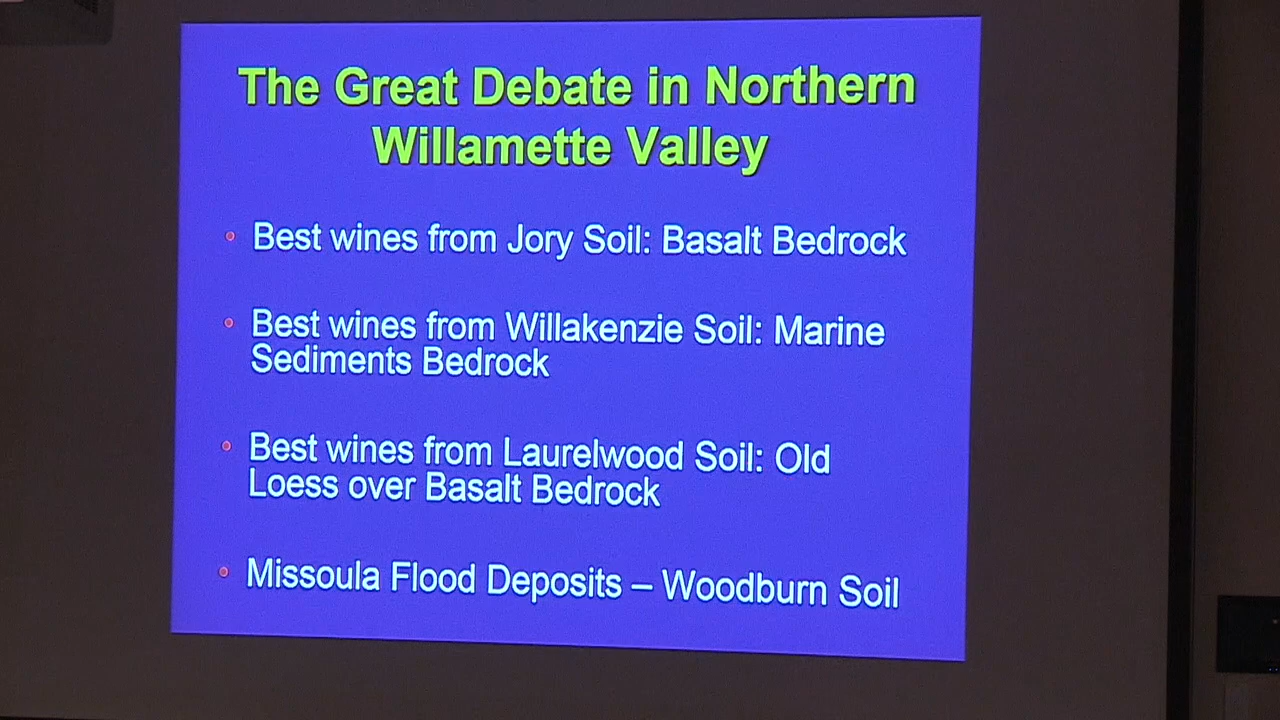 The Great Debate in Northern
Willamette Valley
Best wines from Jory Soil: Basalt Bedrock
Best wines from Willakenzie Soil: Marine
Sediments Bedrock
Best wines from Laurelwood Soil: Old
Loess over Basalt Bedrock
Missoula Flood Deposits – Woodburn Soil